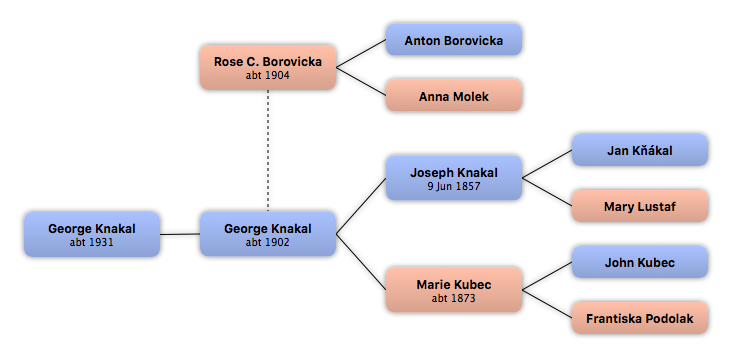 Anton Borovicka
Rose C. Borovicka
abt 1904
Anna Molek
Jan Kňákal
Joseph Knakal
9 Jun 1857
Mary Lustaf
George Knakal
abt 1931
George Knakal
abt 1902
John Kubec
Marie Kubec
abt 1873
Frantiska Podolak